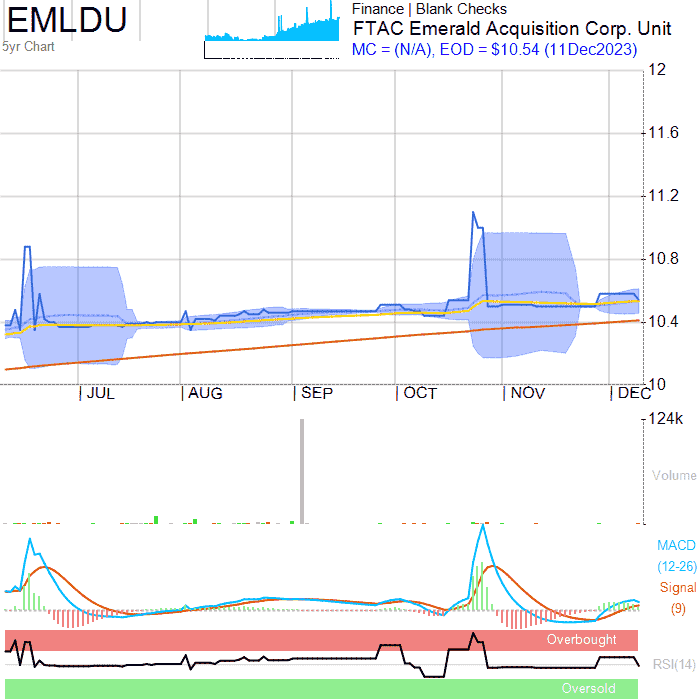 EMLDU
5yr Chart
Finance | Blank Checks
FTAC Emerald Acquisition Corp. Unit
MC = (N/A), EOD = $10.54 (11Dec2023)
12
11.6
11.2
10.8
10.4
10
JUL AUG SEP OCT NOV DEC
124k
Volume
MACD
(12-26)
Signal
(9)
Overbought
RSI(14)
Oversold